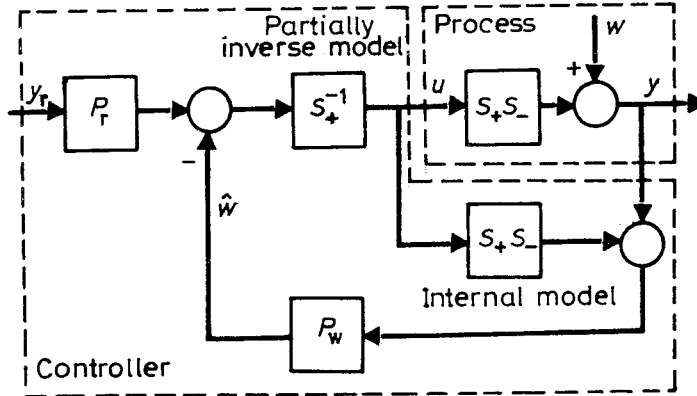 Partially
inverse model
Process
w
+
y_r
P_r
S_+^{-1}
u
S_+ S_-
y
−
ŵ
S_+ S_-
Internal model
P_w
Controller